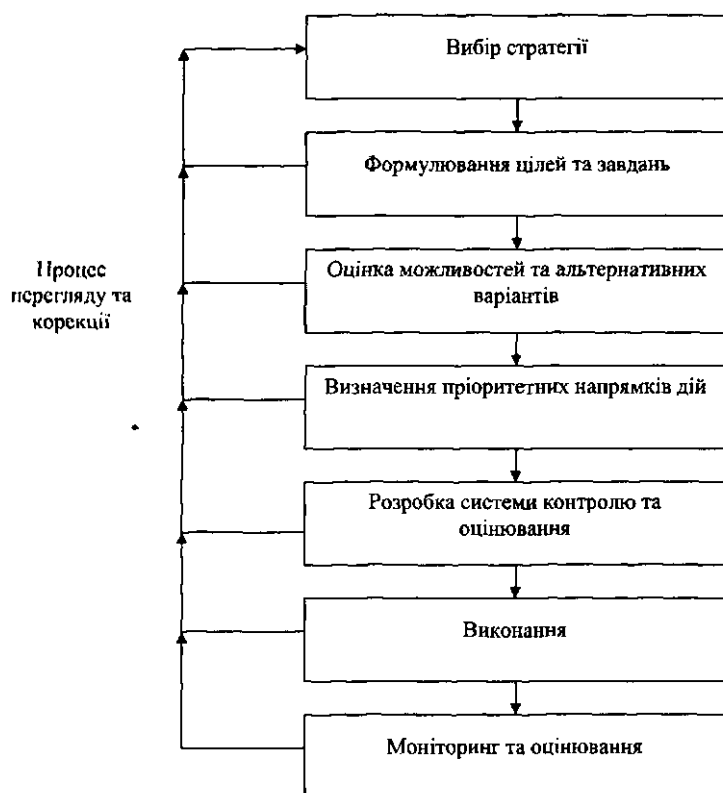 Вибір стратегії
Формулювання цілей та завдань
Оцінка можливостей та альтернативних
варіантів
Процес
перегляду та
корекції
Визначення пріоритетних напрямків дій
Розробка системи контролю та
оцінювання
Виконання
Моніторинг та оцінювання